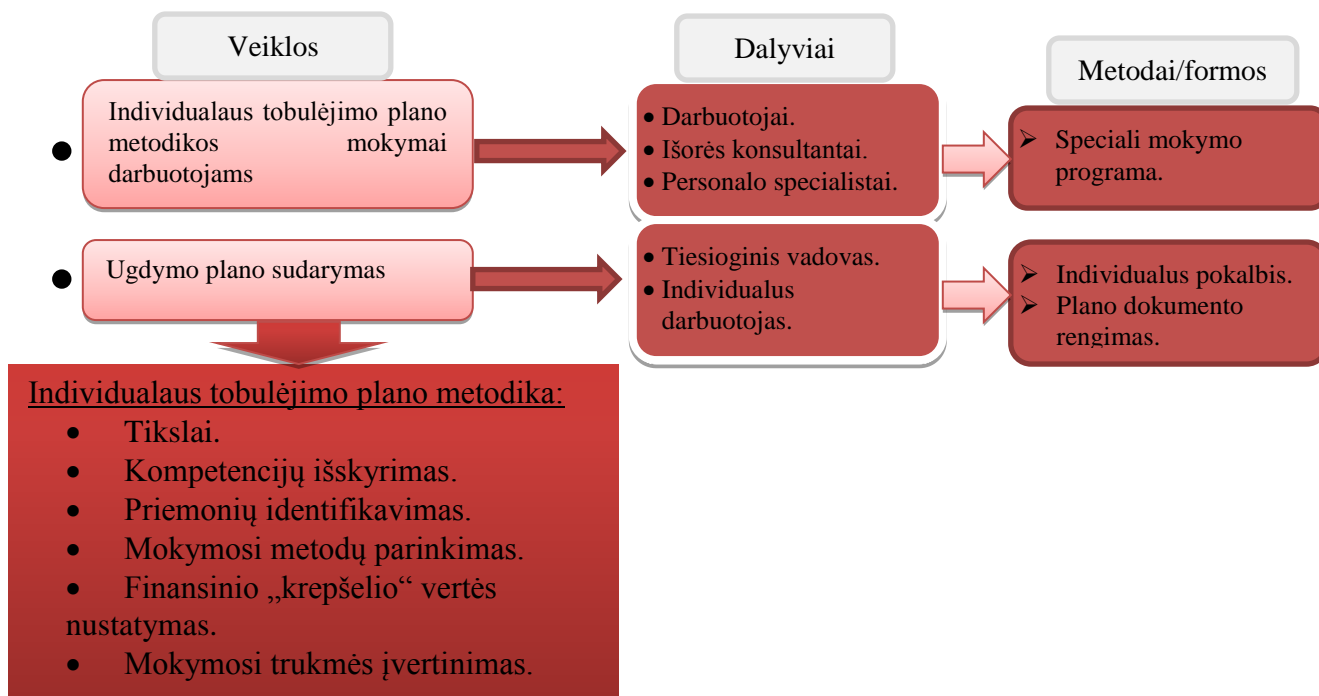 Veiklos
Dalyviai
Metodai/formos
• Individualaus tobulėjimo plano
metodikos mokymai
darbuotojams
• Darbuotojai.
• Išorės konsultantai.
• Personalo specialistai.
➢ Speciali mokymo
programa.
• Ugdymo plano sudarymas
• Tiesioginis vadovas.
• Individualus
darbuotojas.
➢ Individualus pokalbis.
➢ Plano dokumento
rengimas.
Individualaus tobulėjimo plano metodika:
• Tikslai.
• Kompetencijų išskyrimas.
• Priemonių identifikavimas.
• Mokymosi metodų parinkimas.
• Finansinio „krepšelio“ vertės
nustatymas.
• Mokymosi trukmės įvertinimas.